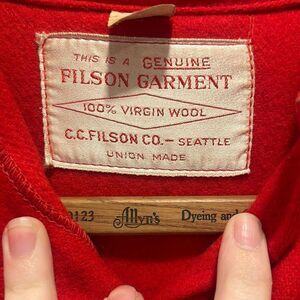 THIS IS A GENUINE
FILSON GARMENT
100% VIRGIN WOOL
C.C. FILSON CO.— SEATTLE
UNION MADE
0123 Allyn's Dyeing and